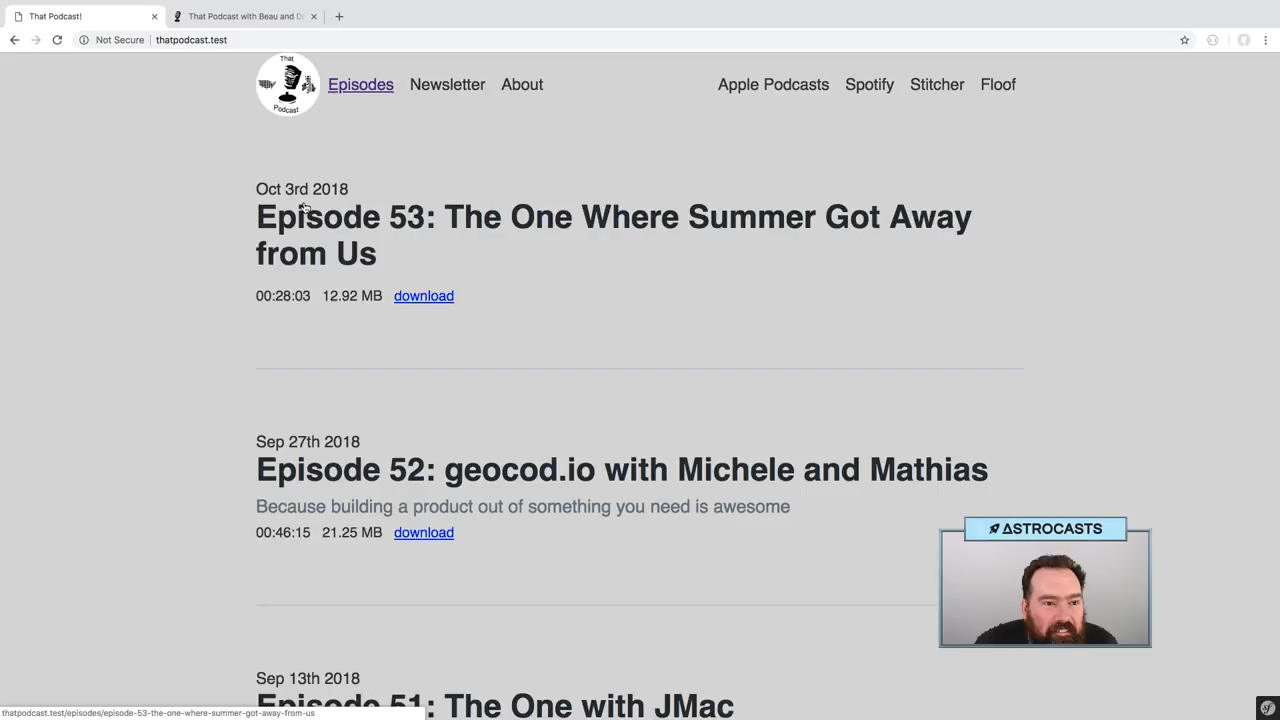 That Podcast!
That Podcast with Beau and D
Not Secure
thatpodcast.test
That
Podcast
Episodes
Newsletter
About
Apple Podcasts
Spotify
Stitcher
Floof
Oct 3rd 2018
Episode 53: The One Where Summer Got Away
from Us
00:28:03 12.92 MB download
Sep 27th 2018
Episode 52: geocod.io with Michele and Mathias
Because building a product out of something you need is awesome
00:46:15 21.25 MB download
ΔSTROCASTS
Sep 13th 2018
Episode 51: The One with JMac
thatpodcast.test/episodes/episode-53-the-one-where-summer-got-away-from-us